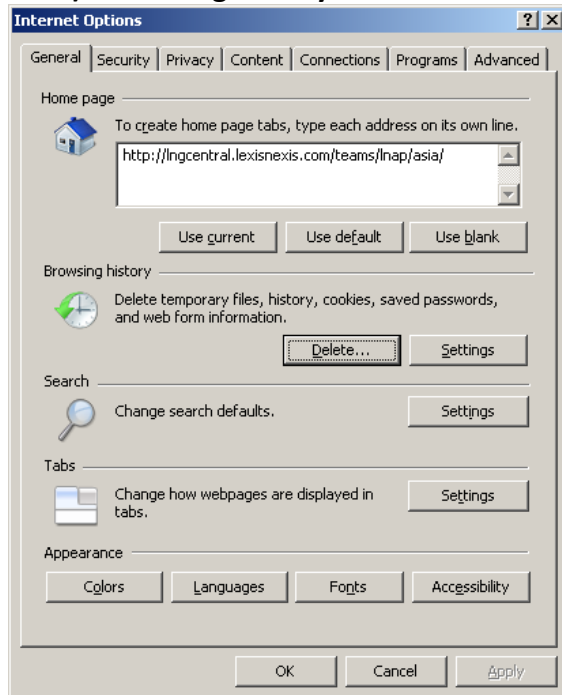 Internet Options
General Security Privacy Content Connections Programs Advanced
Home page
To create home page tabs, type each address on its own line.
http://lngcentral.lexisnexis.com/teams/lnap/asia/
Use current Use default Use blank
Browsing history
Delete temporary files, history, cookies, saved passwords,
and web form information.
Delete... Settings
Search
Change search defaults.
Settings
Tabs
Change how webpages are displayed in
tabs.
Settings
Appearance
Colors Languages Fonts Accessibility
OK Cancel Apply